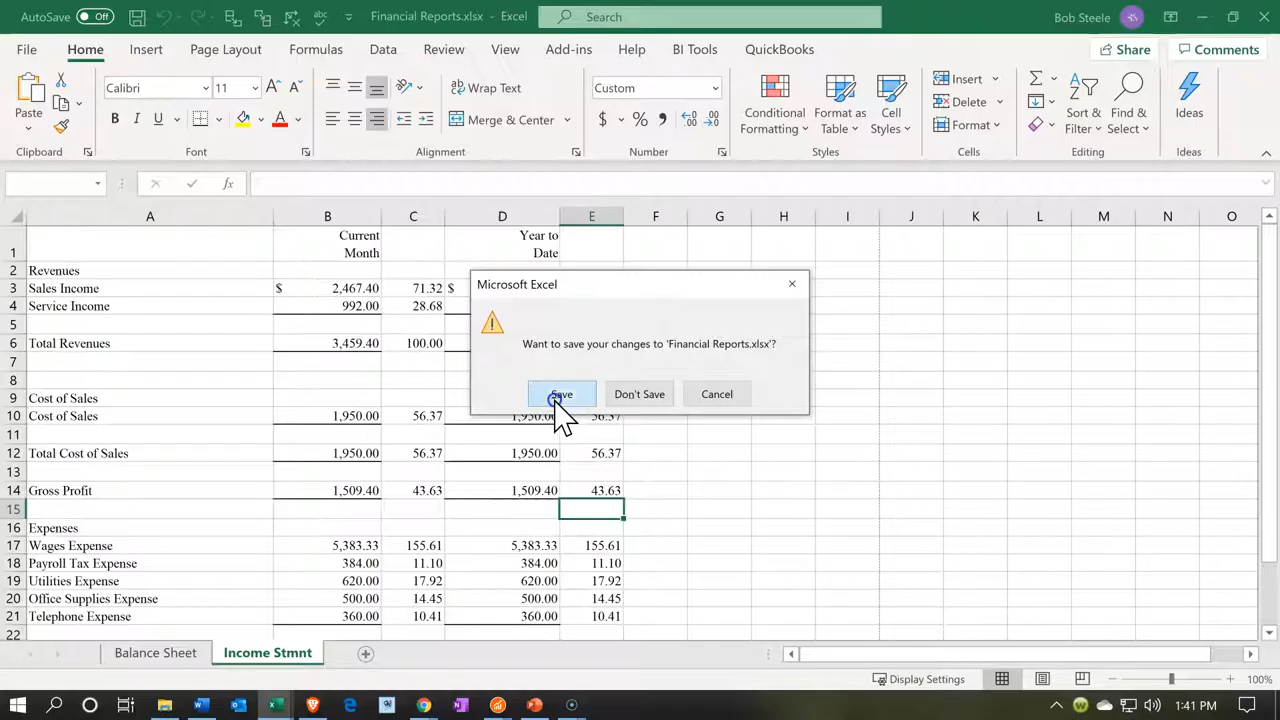 AutoSave Off Financial Reports.xlsx - Excel Search Bob Steele
File Home Insert Page Layout Formulas Data Review View Add-ins Help BI Tools QuickBooks Share Comments
Calibri 11 Wrap Text Custom Insert
Paste Merge & Center $ % , Conditional Formatting Format as Table Cell Styles Delete Sort & Filter Find & Select Ideas
B I U A Format
Clipboard Font Alignment Number Styles Cells Editing Ideas
fx
A B C D E F G H I J K L M N O
1 Current Month Year to Date
2 Revenues
3 Sales Income $ 2,467.40 71.32 $
4 Service Income 992.00 28.68
5
6 Total Revenues 3,459.40 100.00
7
8
9 Cost of Sales
10 Cost of Sales 1,950.00 56.37 1,950.00 56.37
11
12 Total Cost of Sales 1,950.00 56.37 1,950.00 56.37
13
14 Gross Profit 1,509.40 43.63 1,509.40 43.63
15
16 Expenses
17 Wages Expense 5,383.33 155.61 5,383.33 155.61
18 Payroll Tax Expense 384.00 11.10 384.00 11.10
19 Utilities Expense 620.00 17.92 620.00 17.92
20 Office Supplies Expense 500.00 14.45 500.00 14.45
21 Telephone Expense 360.00 10.41 360.00 10.41
22
Microsoft Excel
Want to save your changes to 'Financial Reports.xlsx'?
Save Don't Save Cancel
Balance Sheet Income Stmnt
Display Settings 100%
1:41 PM